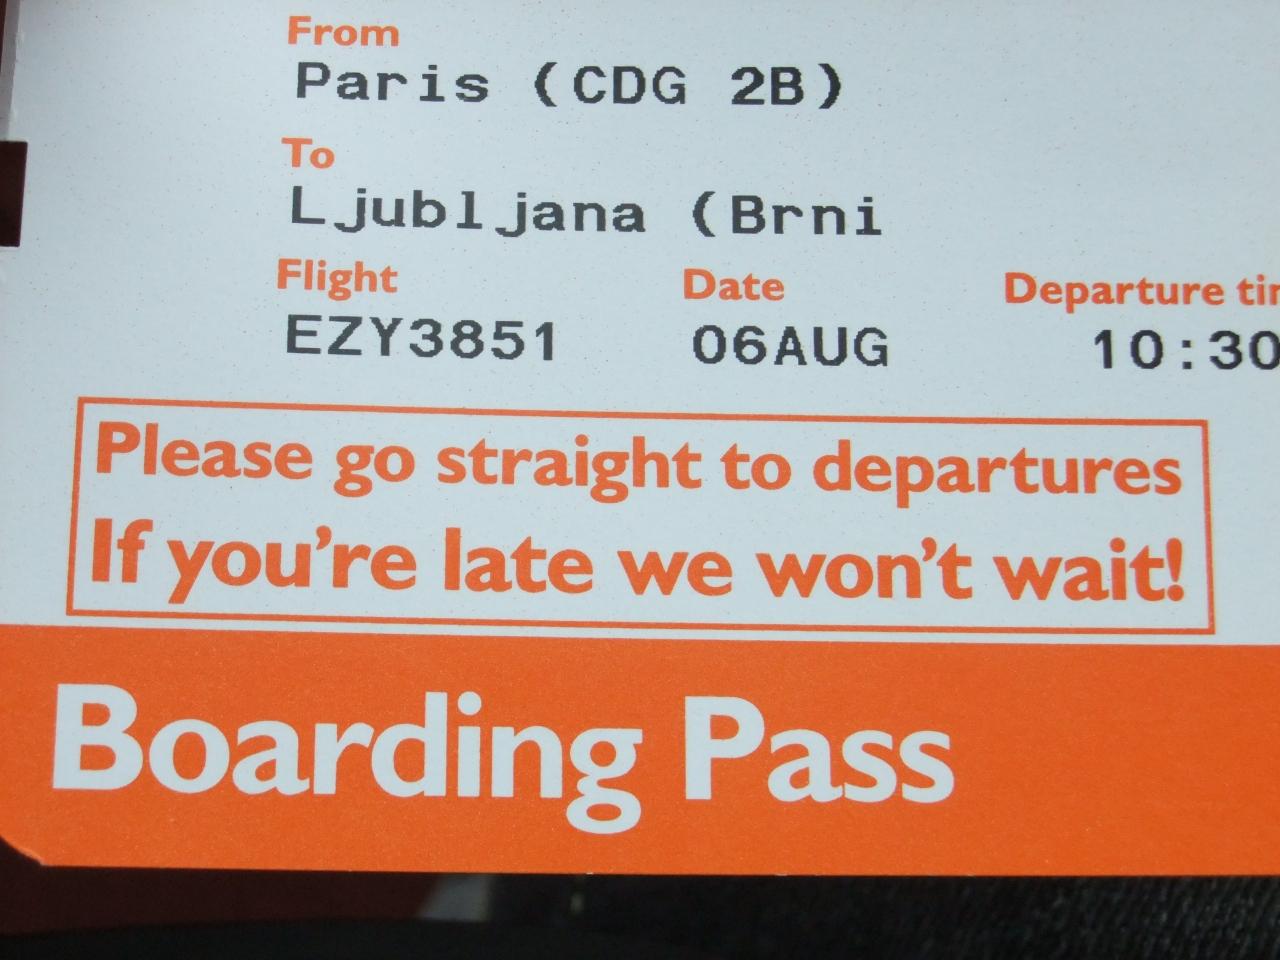 From
Paris (CDG 2B)
To
Ljubljana (Brni
Flight Date Departure
EZY3851 06AUG 10:30
Please go straight to departures
If you're late we won't wait!
Boarding Pass